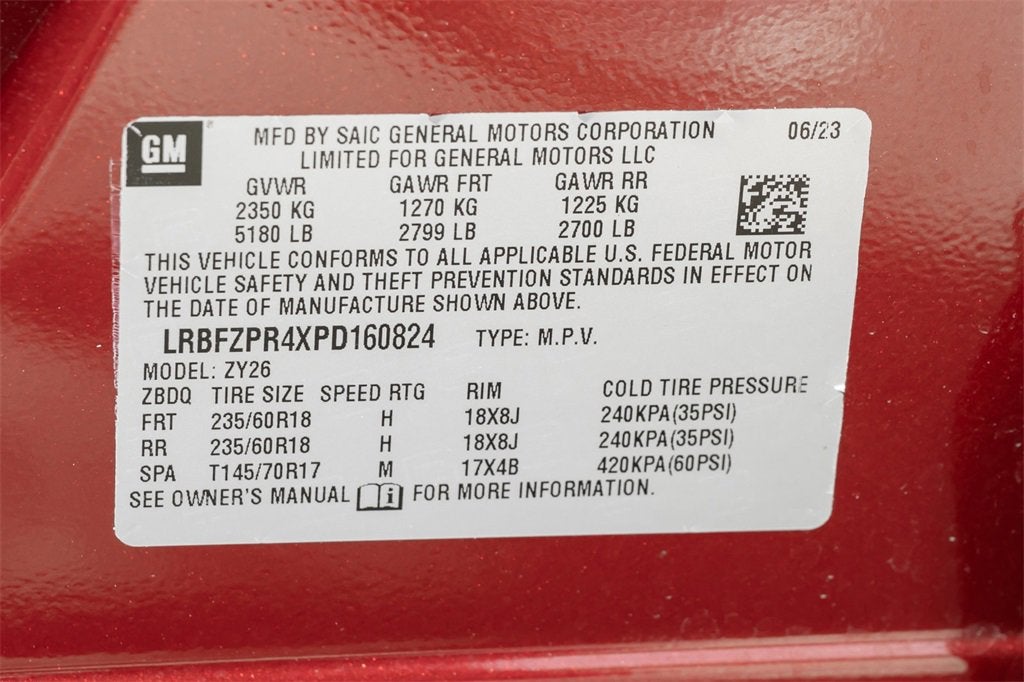 GM MFD BY SAIC GENERAL MOTORS CORPORATION 06/23
LIMITED FOR GENERAL MOTORS LLC
GVWR GAWR FRT GAWR RR
2350 KG 1270 KG 1225 KG
5180 LB 2799 LB 2700 LB
THIS VEHICLE CONFORMS TO ALL APPLICABLE U.S. FEDERAL MOTOR
VEHICLE SAFETY AND THEFT PREVENTION STANDARDS IN EFFECT ON
THE DATE OF MANUFACTURE SHOWN ABOVE.
LRBFZPR4XPD160824 TYPE: M.P.V.
MODEL: ZY26
ZBDQ TIRE SIZE SPEED RTG RIM COLD TIRE PRESSURE
FRT 235/60R18 H 18X8J 240KPA(35PSI)
RR 235/60R18 H 18X8J 240KPA(35PSI)
SPA T145/70R17 M 17X4B 420KPA(60PSI)
SEE OWNER'S MANUAL i FOR MORE INFORMATION.